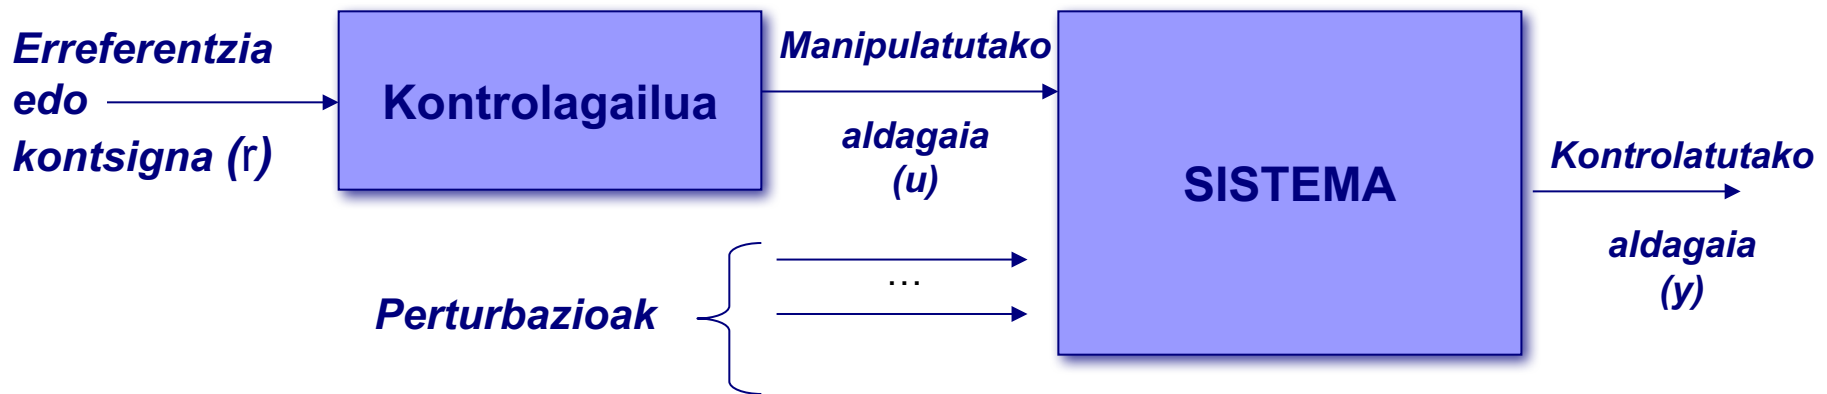 Erreferentzia
edo
kontsigna (r)
Kontrolagailua
Manipulatutako
aldagaia
(u)
SISTEMA
Kontrolatutako
aldagaia
(y)
Perturbazioak
...